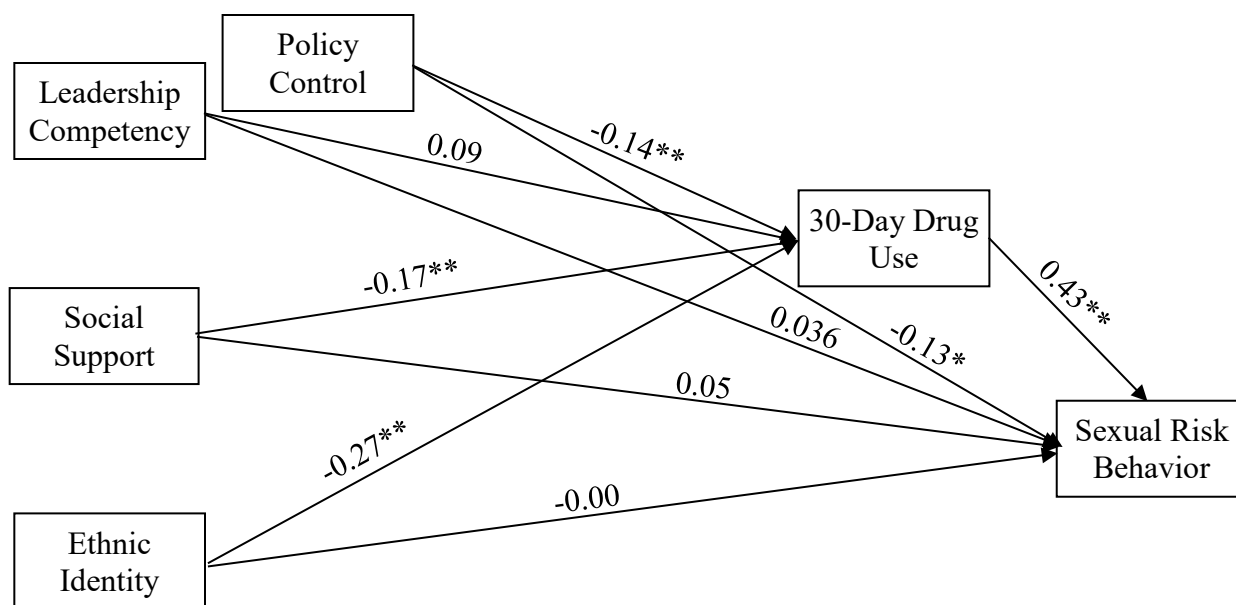 Policy
Control
Leadership
Competency
0.09
-0.14**
30-Day Drug
Use
-0.17**
0.43**
Social
Support
0.036
-0.13*
0.05
Sexual Risk
Behavior
-0.27**
-0.00
Ethnic
Identity